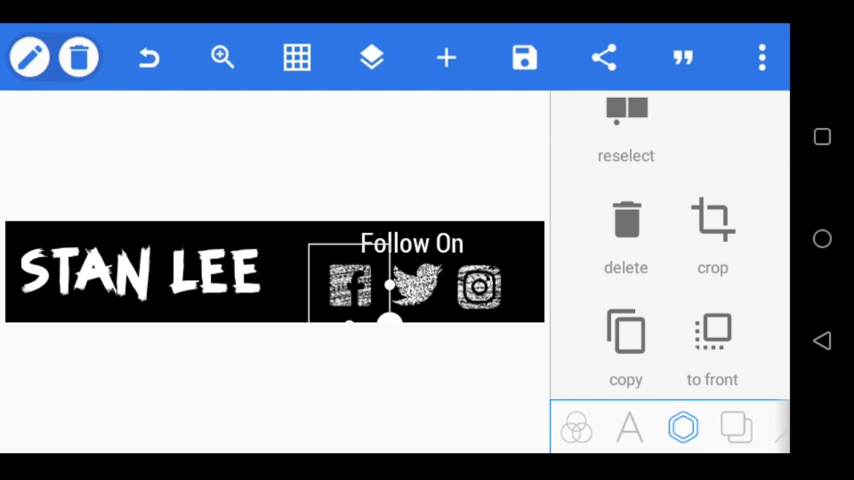 reselect
STAN LEE
Follow On
delete
crop
copy
to front